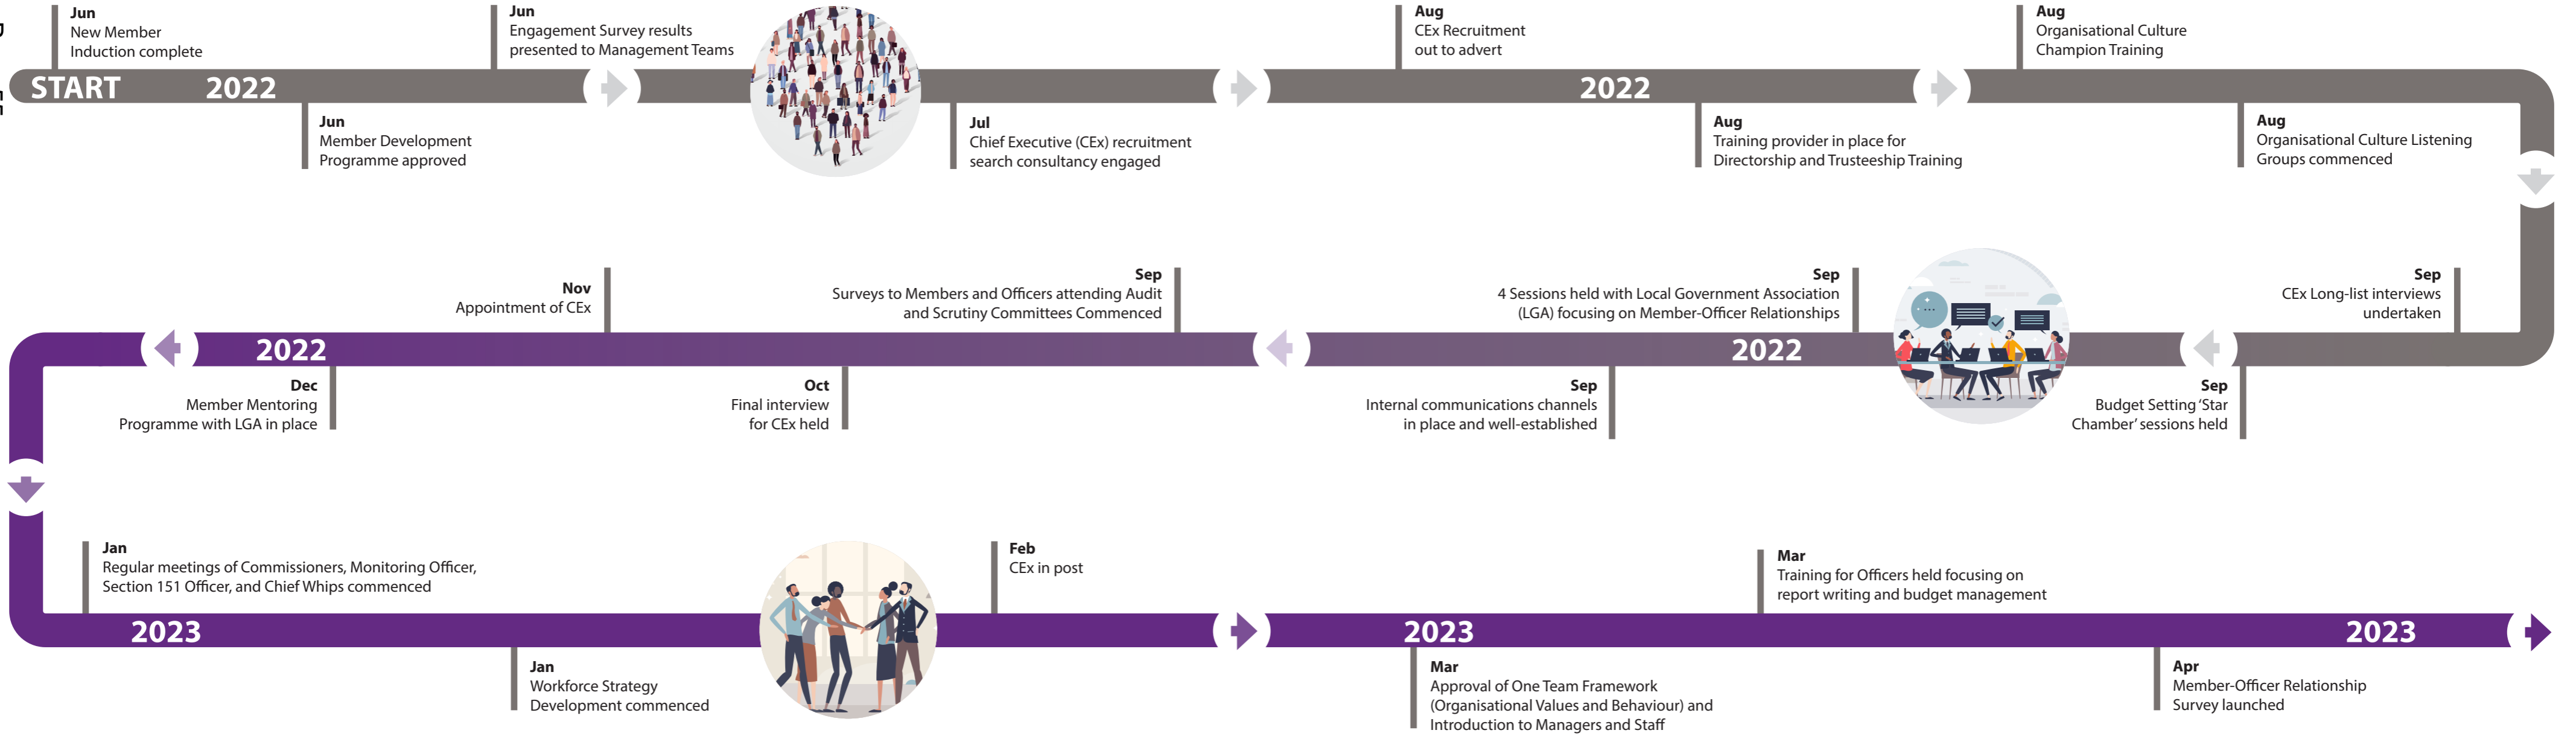 Jun
New Member
Induction complete
Jun
Engagement Survey results
presented to Management Teams
Aug
CEx Recruitment
out to advert
Aug
Organisational Culture
Champion Training
START 2022
2022
Jun
Member Development
Programme approved
Jul
Chief Executive (CEx) recruitment
search consultancy engaged
Aug
Training provider in place for
Directorship and Trusteeship Training
Aug
Organisational Culture Listening
Groups commenced
Sep
CEx Long-list interviews
undertaken
Sep
4 Sessions held with Local Government Association
(LGA) focusing on Member-Officer Relationships
Sep
Surveys to Members and Officers attending Audit
and Scrutiny Committees Commenced
Nov
Appointment of CEx
2022
2022
Sep
Budget Setting ‘Star
Chamber’ sessions held
Sep
Internal communications channels
in place and well-established
Oct
Final interview
for CEx held
Dec
Member Mentoring
Programme with LGA in place
Jan
Regular meetings of Commissioners, Monitoring Officer,
Section 151 Officer, and Chief Whips commenced
Feb
CEx in post
Mar
Training for Officers held focusing on
report writing and budget management
2023
2023
2023
Jan
Workforce Strategy
Development commenced
Mar
Approval of One Team Framework
(Organisational Values and Behaviour) and
Introduction to Managers and Staff
Apr
Member-Officer Relationship
Survey launched